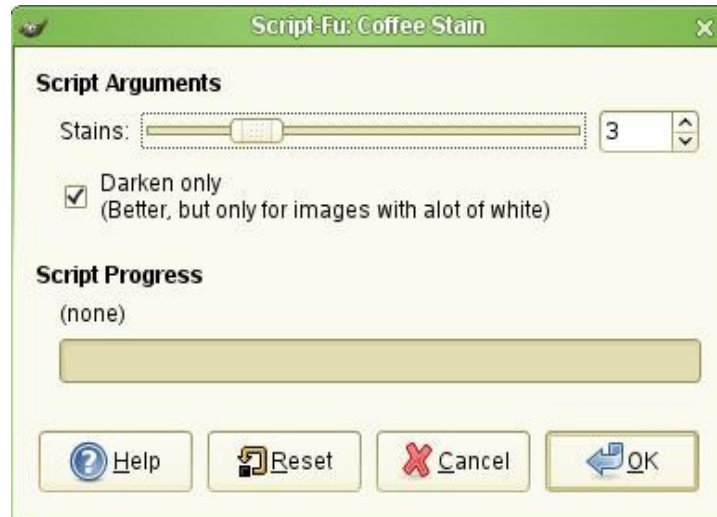 Script-Fu: Coffee Stain
Script Arguments
Stains: 3
Darken only
(Better, but only for images with alot of white)
Script Progress
(none)
Help Reset Cancel OK